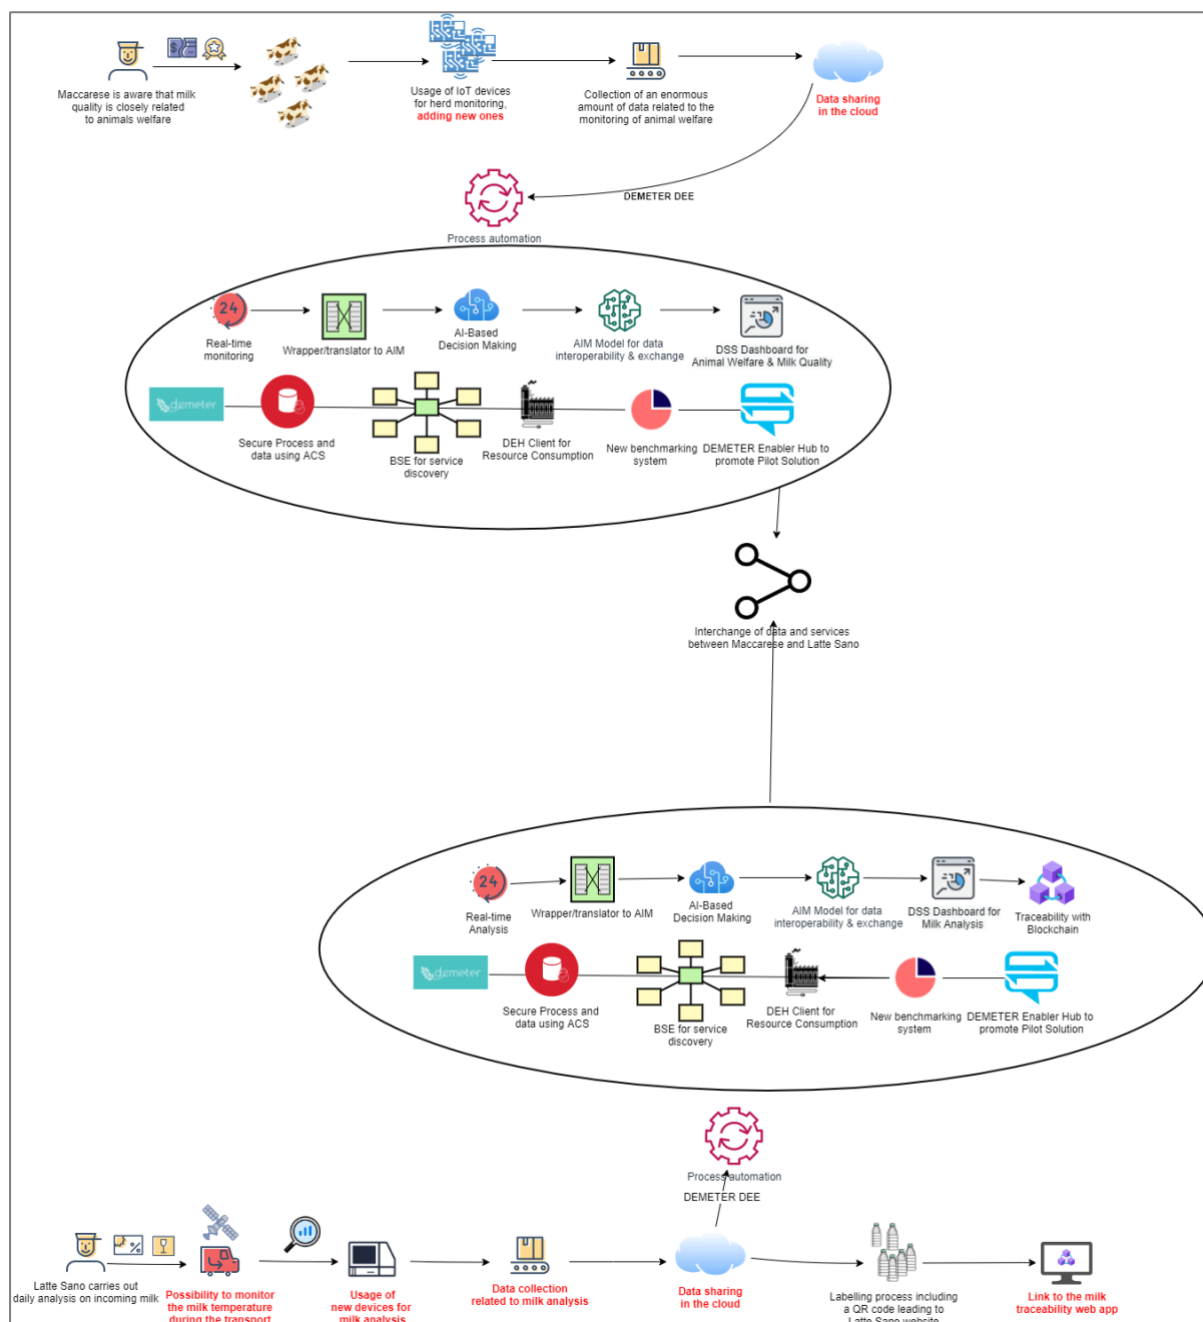 Maccarese is aware that milk
quality is closely related
to animals welfare
Usage of IoT devices
for herd monitoring,
adding new ones
Collection of an enormous
amount of data related to the
monitoring of animal welfare
Data sharing
in the cloud
DEMETER DEE
Process automation
24
Real-time
monitoring
Wrapper/translator to AIM
AI-Based
Decision Making
AIM Model for data
interoperability & exchange
DSS Dashboard for
Animal Welfare & Milk Quality
demeter
Secure Process and
data using ACS
BSE for service
discovery
DEH Client for
Resource Consumption
New benchmarking
system
DEMETER Enabler Hub to
promote Pilot Solution
Interchange of data and services
between Maccarese and Latte Sano
24
Real-time
Analysis
Wrapper/translator to AIM
AI-Based
Decision Making
AIM Model for data
interoperability & exchange
DSS Dashboard for
Milk Analysis
Traceability with
Blockchain
demeter
Secure Process and
data using ACS
BSE for service
discovery
DEH Client for
Resource Consumption
New benchmarking
system
DEMETER Enabler Hub to
promote Pilot Solution
Process automation
DEMETER DEE
Latte Sano carries out
daily analysis on incoming milk
Possibility to monitor
the milk temperature
during the transport
Usage of
new devices for
milk analysis
Data collection
related to milk analysis
Data sharing
in the cloud
Labelling process including
a QR code leading to
Latte Sano website
Link to the milk
traceability web app